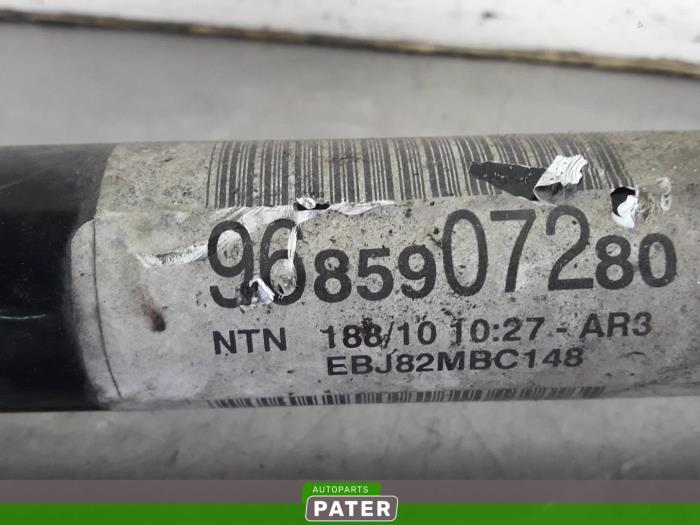 9685907280
NTN 188/10 10:27 - AR3
EBJ82MBC148
AUTOPARTS
PATER